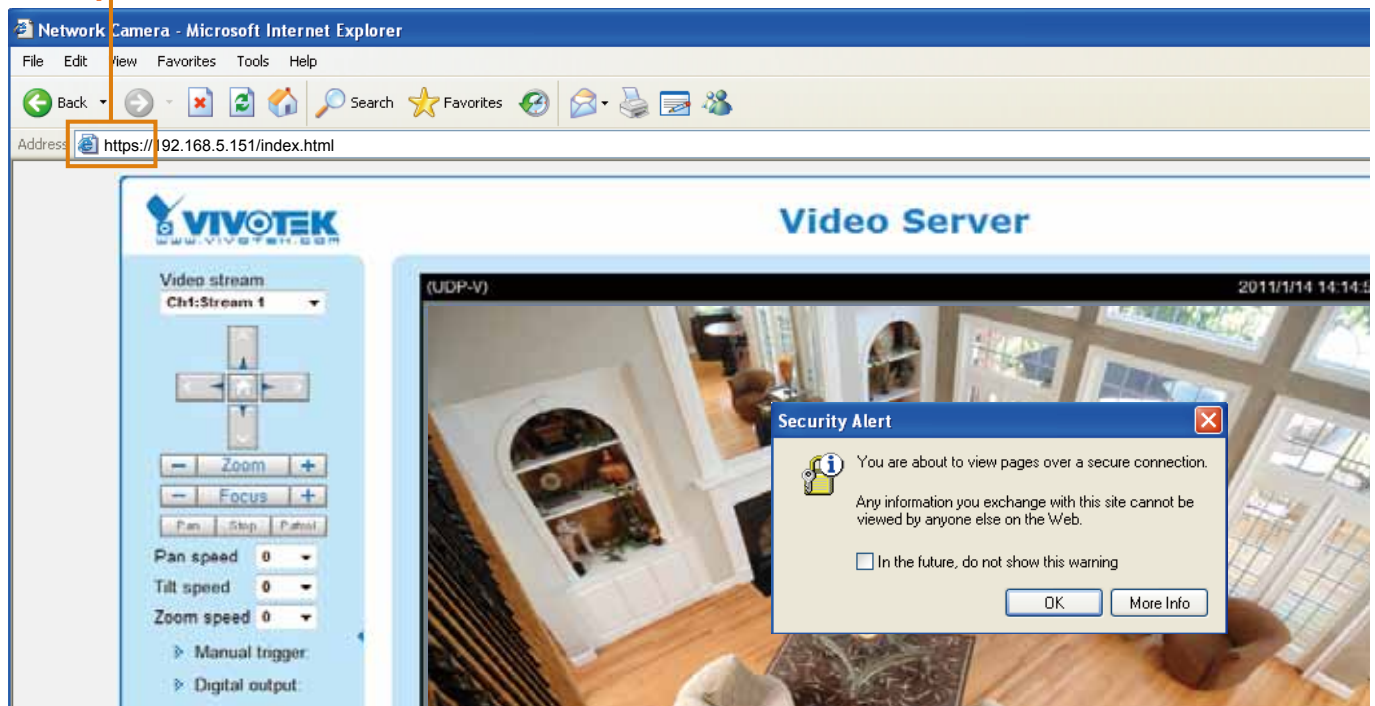 Network Camera - Microsoft Internet Explorer
File Edit View Favorites Tools Help
Back Search Favorites
Address https://192.168.5.151/index.html
VIVOTEK
WWW.VIVOTEK.COM
Video Server
Video stream
Ch1:Stream 1
(UDP-V) 2011/1/14 14:14:5
Zoom
Focus
Pan Stop Patrol
Pan speed 0
Tilt speed 0
Zoom speed 0
Manual trigger:
Digital output:
Security Alert
You are about to view pages over a secure connection.
Any information you exchange with this site cannot be
viewed by anyone else on the Web.
In the future, do not show this warning
OK More Info